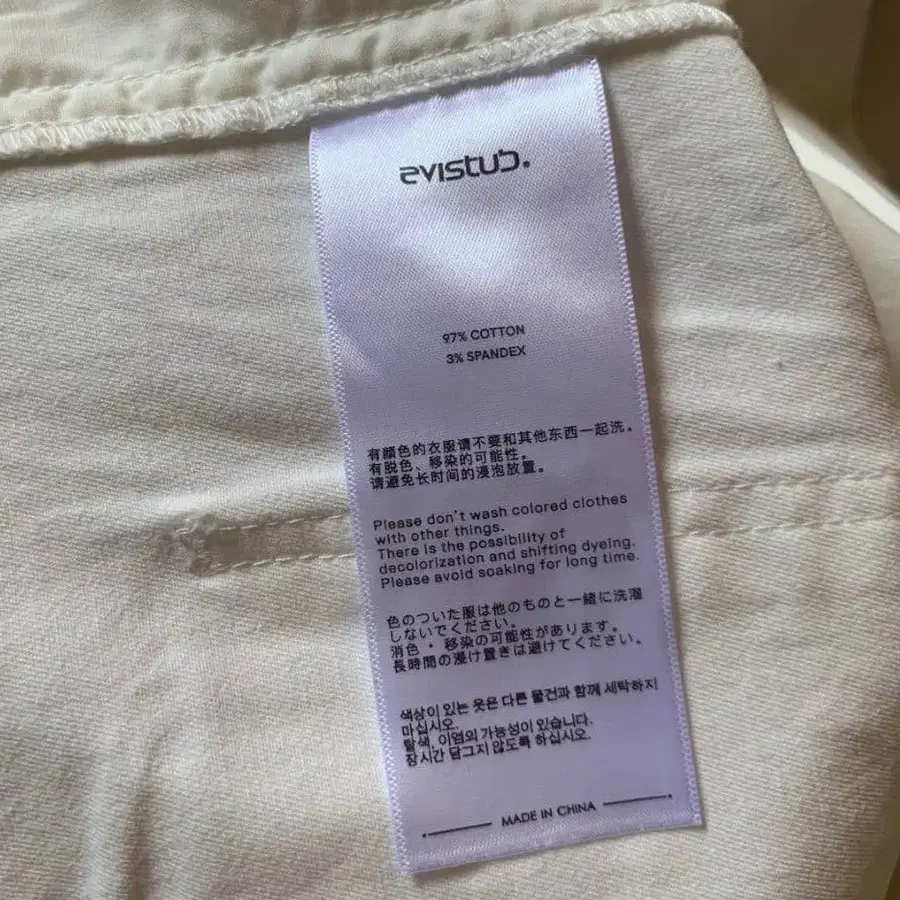 evistub.
97% COTTON
3% SPANDEX
有顔色的衣服请不要和其他东西一起洗。
有脱色、移染的可能性。
请避免长时间的浸泡放置。
Please don't wash colored clothes
with other things.
There is the possibility of
decolorization and shifting dyeing.
Please avoid soaking for long time.
色のついた服は他のものと一緒に洗濯
しないでください。
消色・移染の可能性があります。
長時間の浸け置きは避けてください。
색상이 있는 옷은 다른 물건과 함께 세탁하지
마십시오.
탈색, 이염의 가능성이 있습니다.
장시간 담그지 않도록 하십시오.
MADE IN CHINA